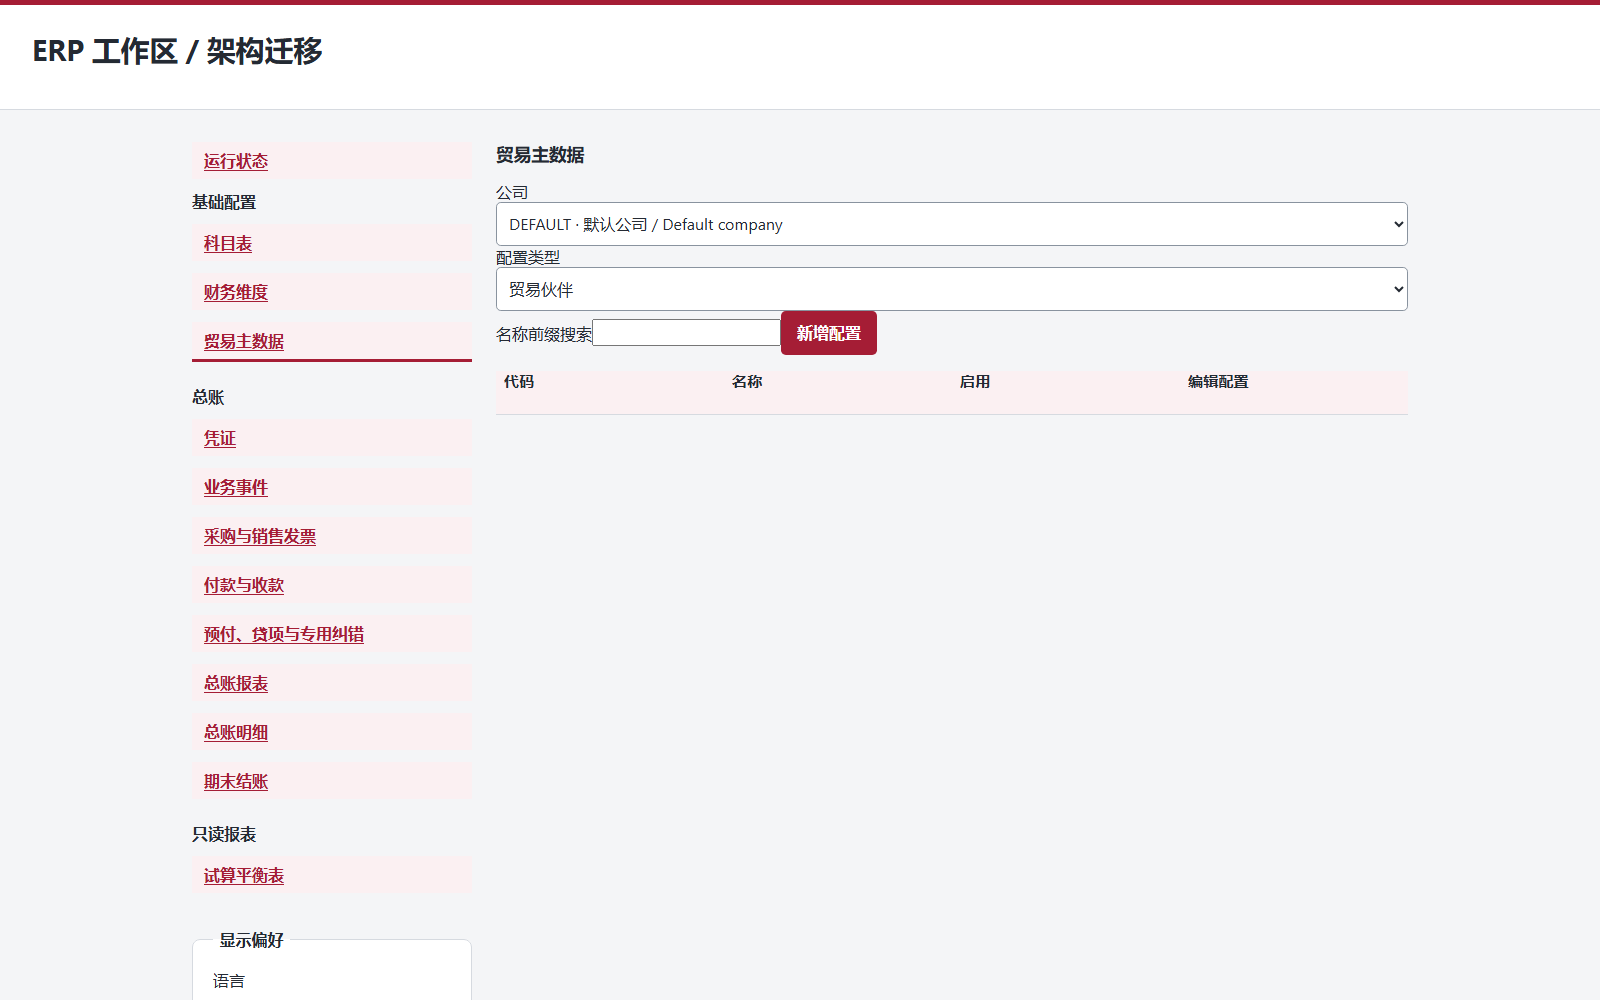 ERP 工作区 / 架构迁移
运行状态
基础配置
科目表
财务维度
贸易主数据
总账
凭证
业务事件
采购与销售发票
付款与收款
预付、贷项与专用纠错
总账报表
总账明细
期末结账
只读报表
试算平衡表
显示偏好
语言
贸易主数据
公司
DEFAULT · 默认公司 / Default company
配置类型
贸易伙伴
名称前缀搜索 新增配置
代码 名称 启用 编辑配置